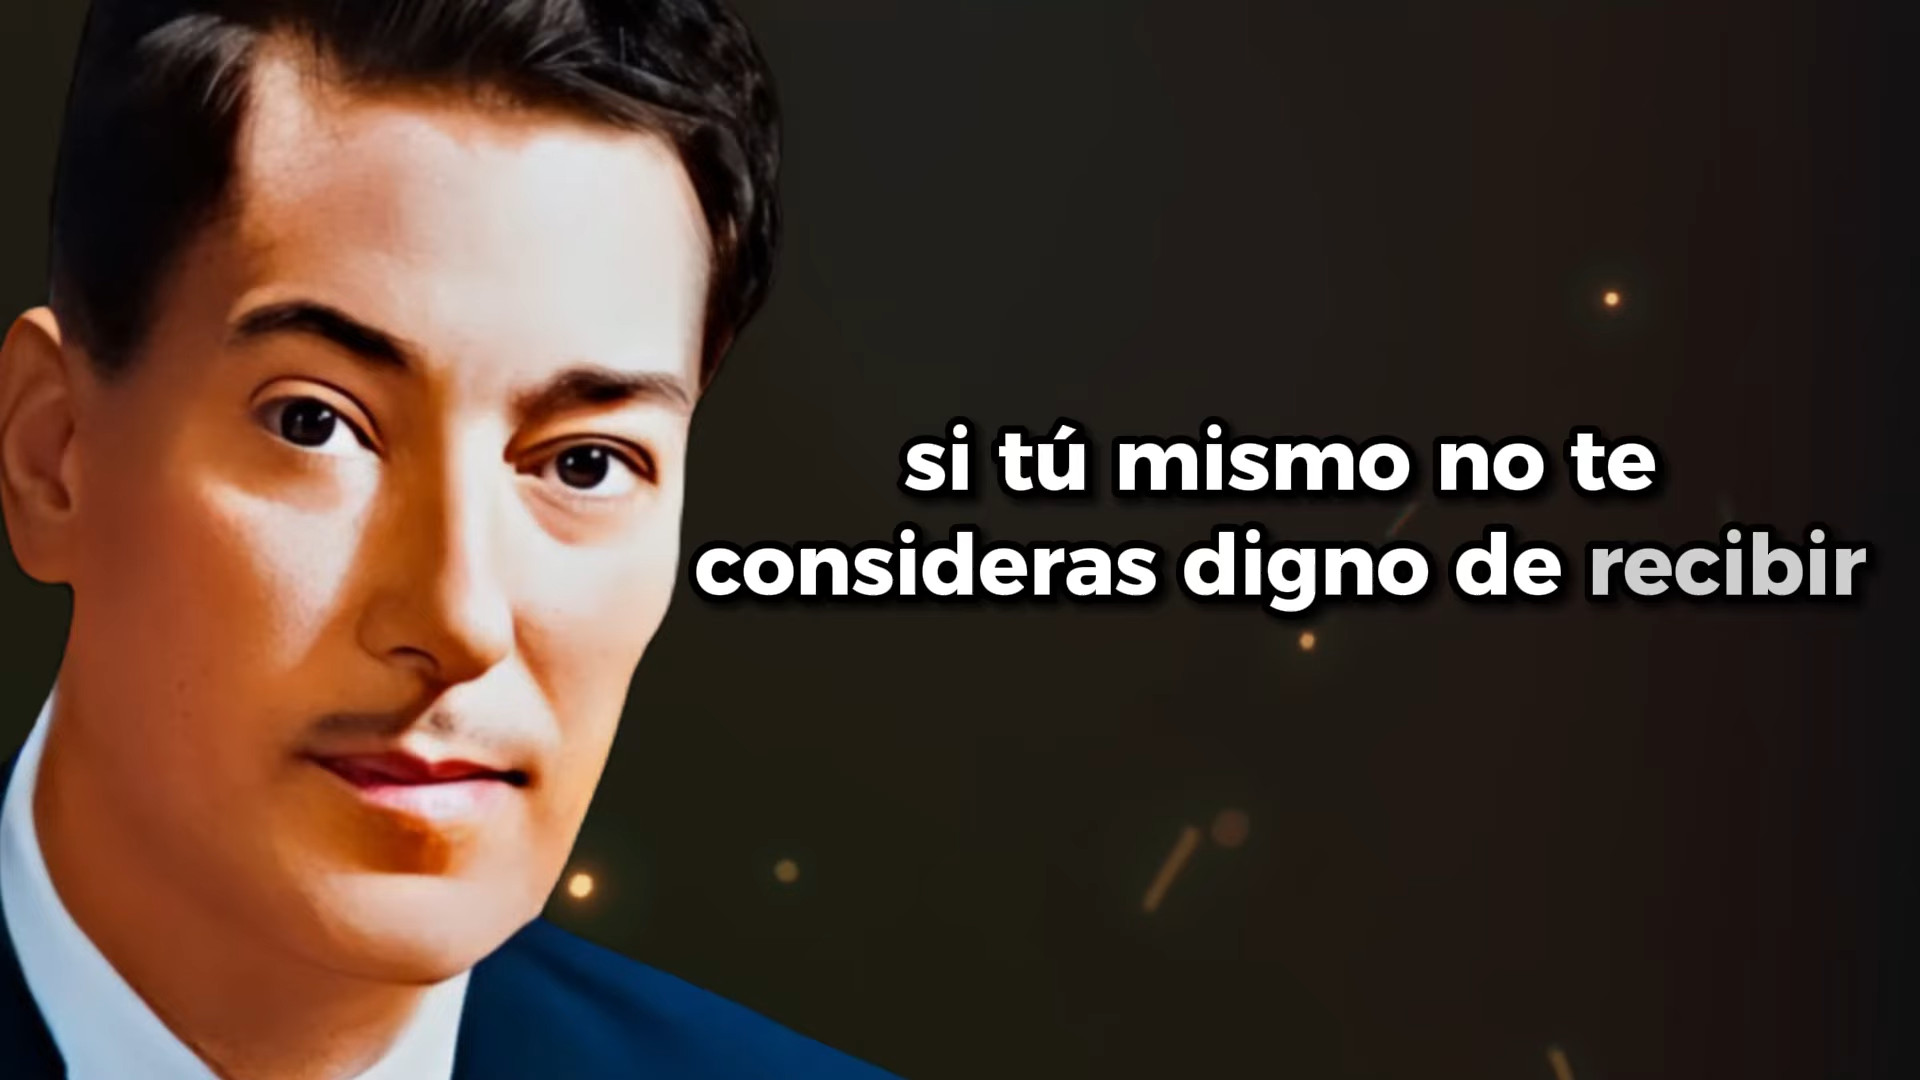 si tú mismo no te
consideras digno de recibir